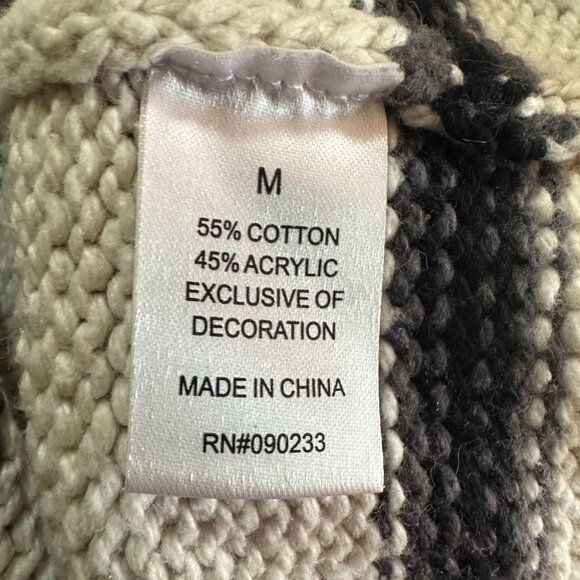 M
55% COTTON
45% ACRYLIC
EXCLUSIVE OF
DECORATION
MADE IN CHINA
RN#090233